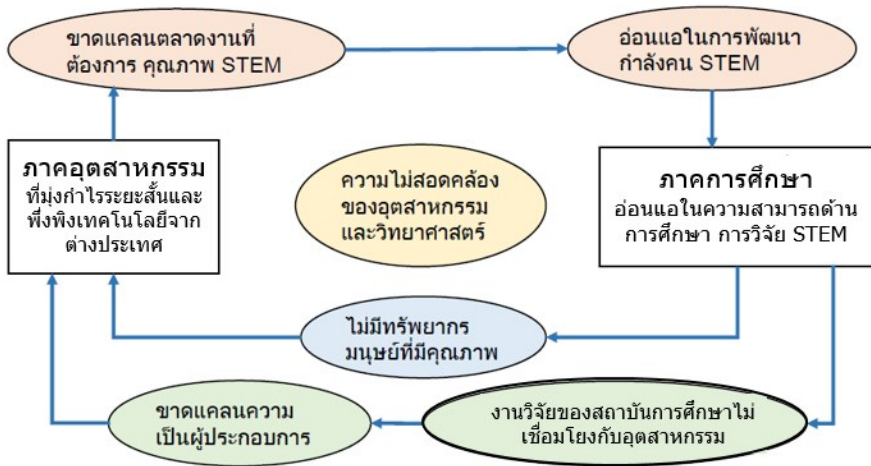 ขาดแคลนตลาดงานที่
ต้องการ คุณภาพ STEM
อ่อนแอในการพัฒนา
กำลังคน STEM
ภาคอุตสาหกรรม
ที่มุ่งกำไรระยะสั้นและ
พึ่งพิงเทคโนโลยีจาก
ต่างประเทศ
ความไม่สอดคล้อง
ของอุตสาหกรรม
และวิทยาศาสตร์
ภาคการศึกษา
อ่อนแอในความสามารถด้าน
การศึกษา การวิจัย STEM
ไม่มีทรัพยากร
มนุษย์ที่มีคุณภาพ
ขาดแคลนความ
เป็นผู้ประกอบการ
งานวิจัยของสถาบันการศึกษาไม่
เชื่อมโยงกับอุตสาหกรรม